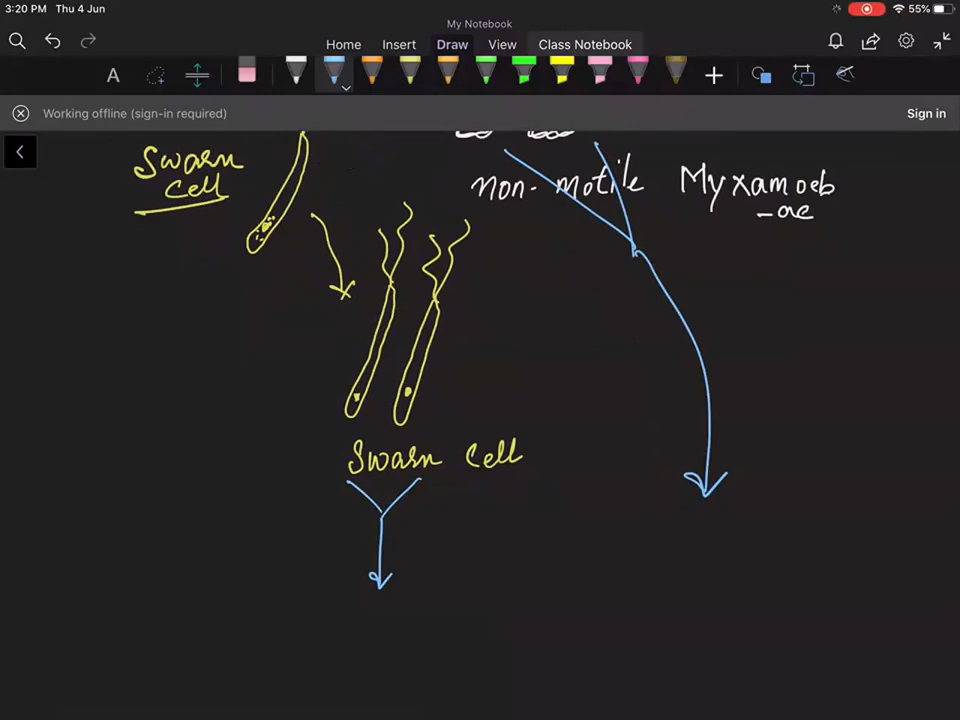 3:20 PM Thu 4 Jun
55%
My Notebook
Home Insert Draw View Class Notebook
A
Working offline (sign-in required) Sign in
Swarn
Cell
non-motile Myxamoeb
-ae
Swarn Cell